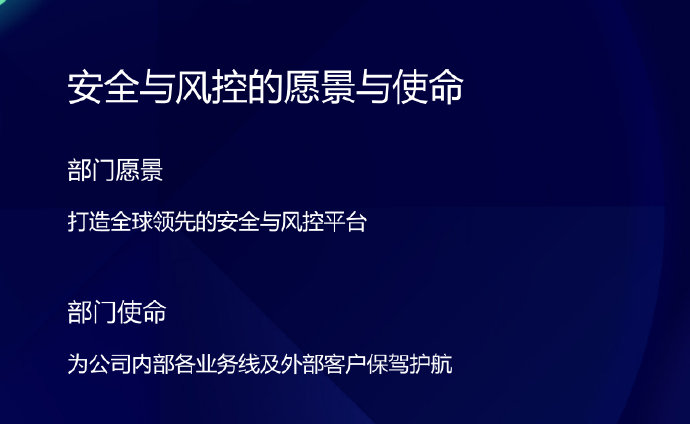 安全与风控的愿景与使命
部门愿景
打造全球领先的安全与风控平台
部门使命
为公司内部各业务线及外部客户保驾护航